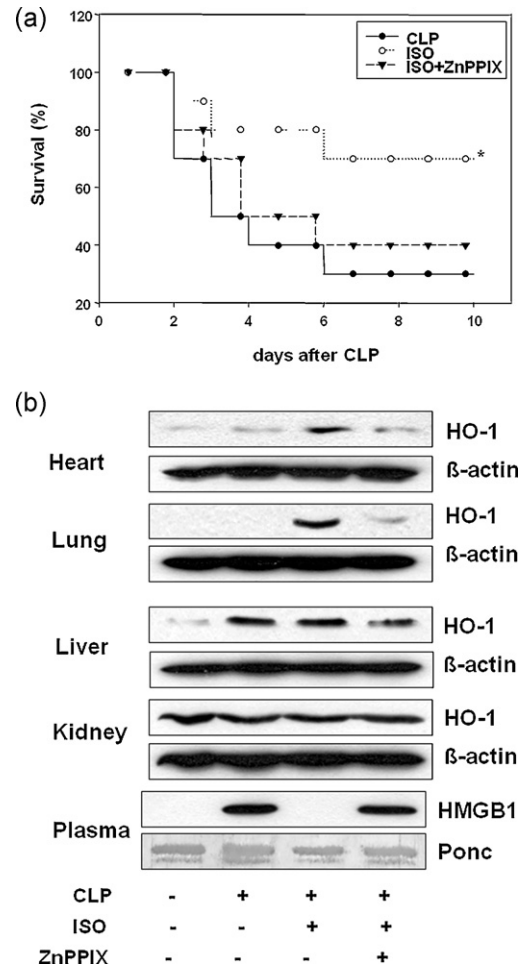 (a)
120
100
80
60
40
20
Survival (%)
CLP
ISO
ISO+ZnPPIX
*
0 2 4 6 8 10
days after CLP
(b)
Heart
HO-1
ß-actin
Lung
HO-1
ß-actin
Liver
HO-1
ß-actin
Kidney
HO-1
ß-actin
Plasma
HMGB1
Ponc
CLP - + + +
ISO - - + +
ZnPPIX - - - +